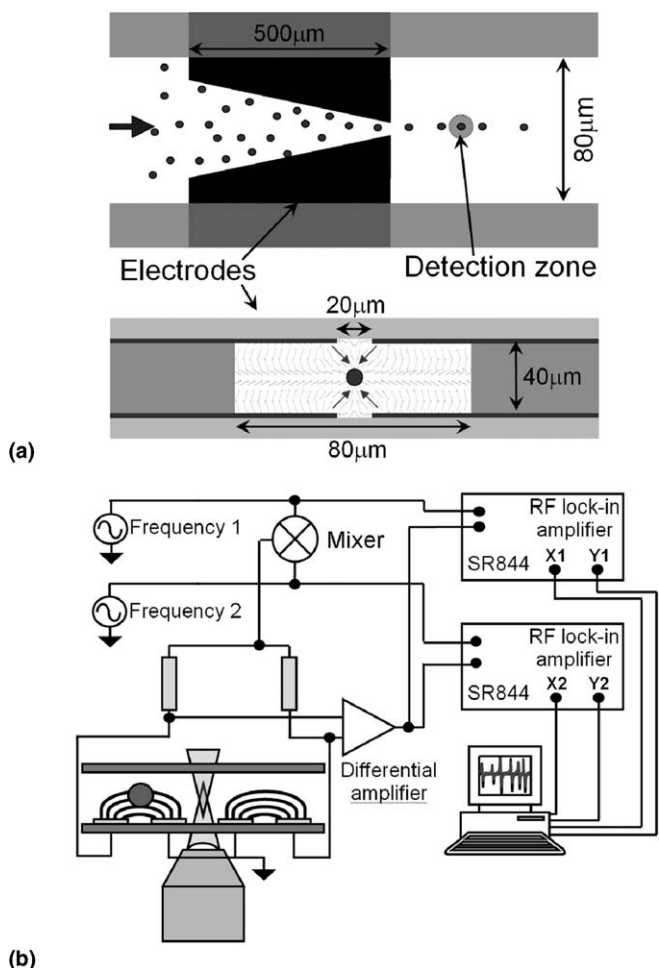 500μm
80μm
Electrodes
Detection zone
20μm
40μm
80μm
(a)
Frequency 1
Mixer
RF lock-in
amplifier
X1 Y1
SR844
Frequency 2
RF lock-in
amplifier
X2 Y2
SR844
Differential
amplifier
(b)